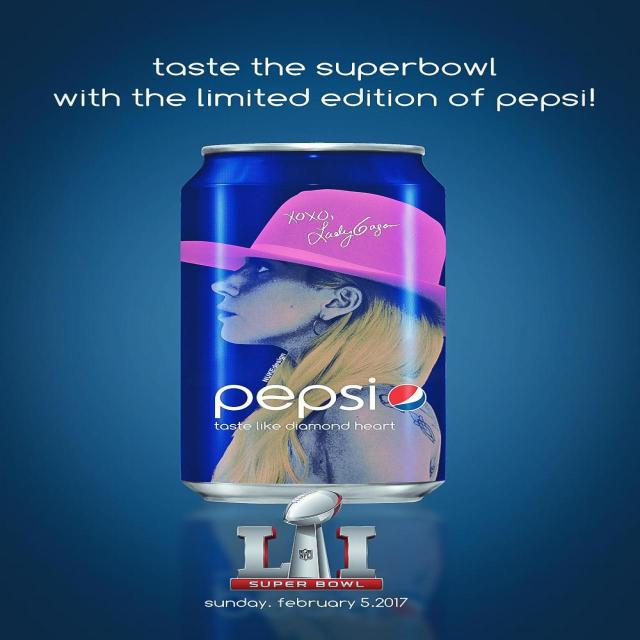 taste the superbowl
with the limited edition of pepsi!
xoxo,
Lady Gaga
pepsi
taste like diamond heart
LI
NFL
SUPER BOWL
sunday. february 5.2017